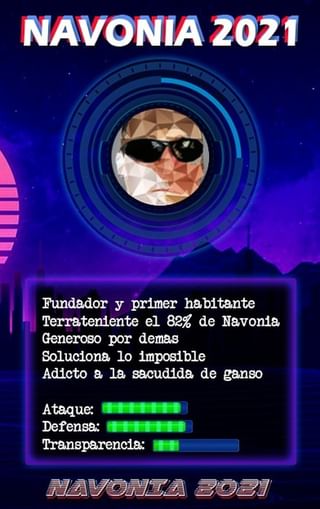 NAVONIA 2021
Fundador y primer habitante
Terrateniente el 82% de Navonia
Generoso por demas
Soluciona lo imposible
Adicto a la sacudida de ganso
Ataque:
Defensa:
Transparencia:
NAVONIA 2021